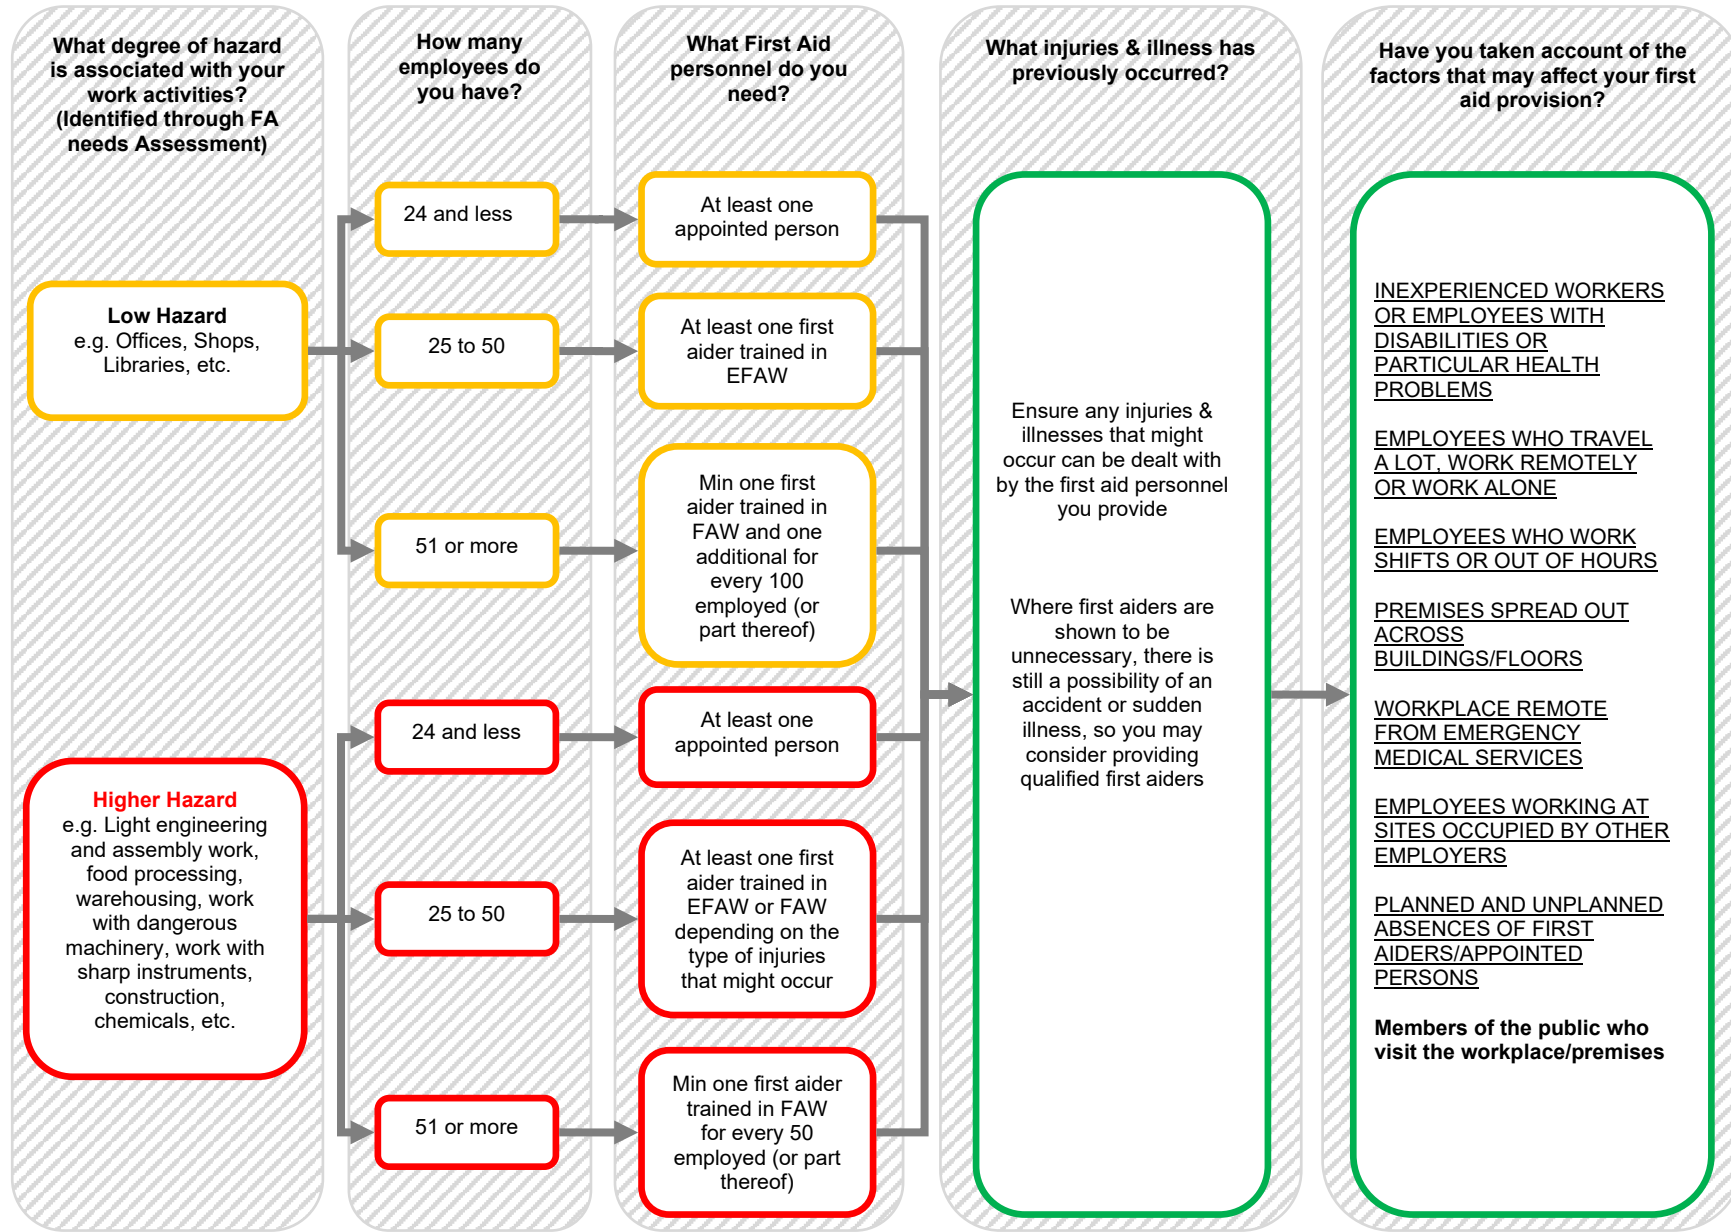 What degree of hazard
is associated with your
work activities?
(Identified through FA
needs Assessment)
How many
employees do
you have?
What First Aid
personnel do you
need?
What injuries & illness has
previously occurred?
Have you taken account of the
factors that may affect your first
aid provision?
Low Hazard
e.g. Offices, Shops,
Libraries, etc.
24 and less
At least one
appointed person
25 to 50
At least one first
aider trained in
EFAW
51 or more
Min one first
aider trained in
FAW and one
additional for
every 100
employed (or
part thereof)
Higher Hazard
e.g. Light engineering
and assembly work,
food processing,
warehousing, work
with dangerous
machinery, work with
sharp instruments,
construction,
chemicals, etc.
24 and less
At least one
appointed person
25 to 50
At least one first
aider trained in
EFAW or FAW
depending on the
type of injuries
that might occur
51 or more
Min one first aider
trained in FAW
for every 50
employed (or part
thereof)
Ensure any injuries &
illnesses that might
occur can be dealt with
by the first aid personnel
you provide
Where first aiders are
shown to be
unnecessary, there is
still a possibility of an
accident or sudden
illness, so you may
consider providing
qualified first aiders
INEXPERIENCED WORKERS
OR EMPLOYEES WITH
DISABILITIES OR
PARTICULAR HEALTH
PROBLEMS
EMPLOYEES WHO TRAVEL
A LOT, WORK REMOTELY
OR WORK ALONE
EMPLOYEES WHO WORK
SHIFTS OR OUT OF HOURS
PREMISES SPREAD OUT
ACROSS
BUILDINGS/FLOORS
WORKPLACE REMOTE
FROM EMERGENCY
MEDICAL SERVICES
EMPLOYEES WORKING AT
SITES OCCUPIED BY OTHER
EMPLOYERS
PLANNED AND UNPLANNED
ABSENCES OF FIRST
AIDERS/APPOINTED
PERSONS
Members of the public who
visit the workplace/premises